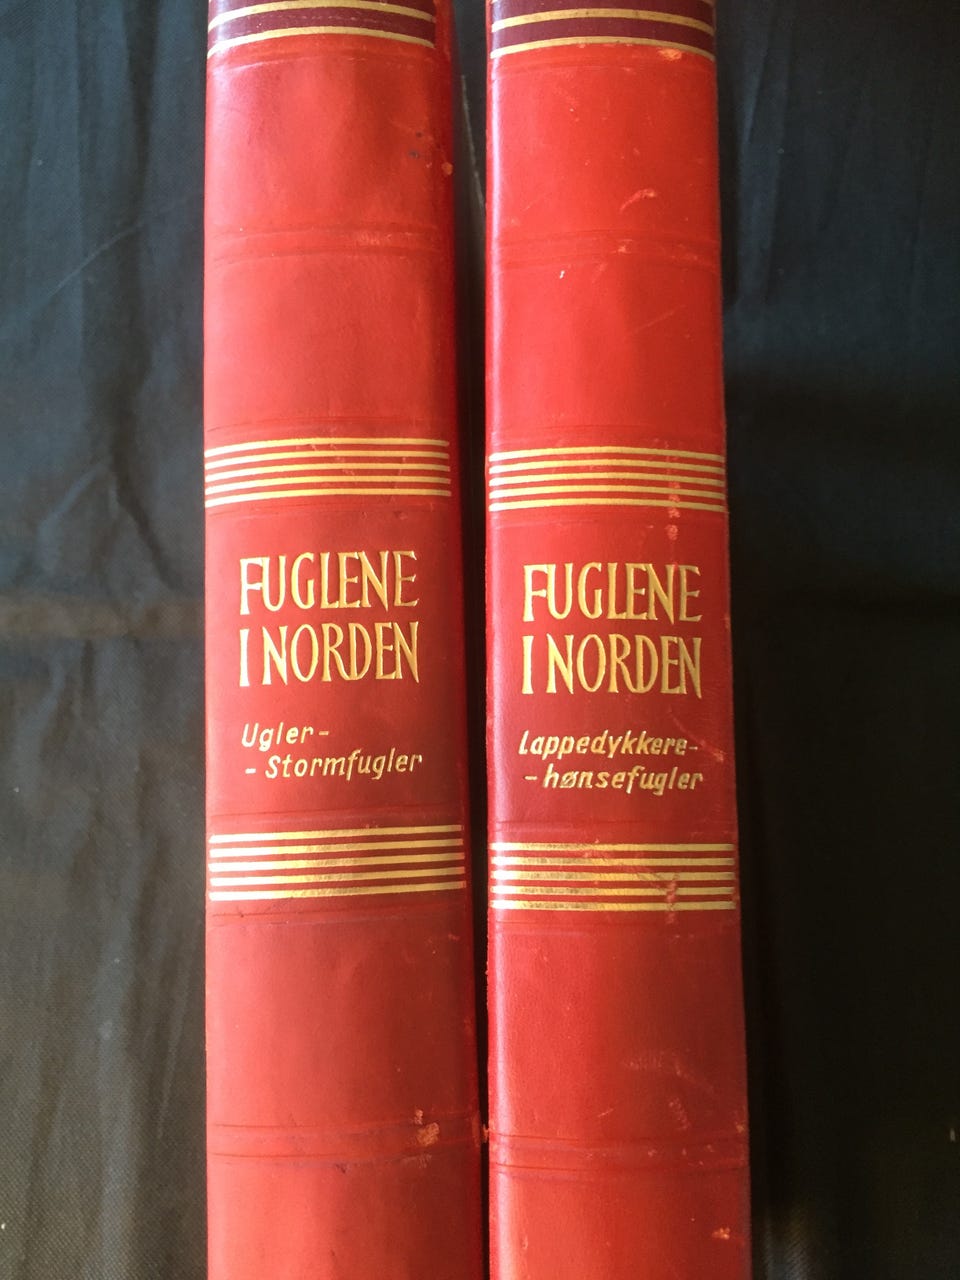 FUGLENE
I NORDEN
Ugler-
- Stormfugler
FUGLENE
I NORDEN
Lappedykkere-
- hønsefugler